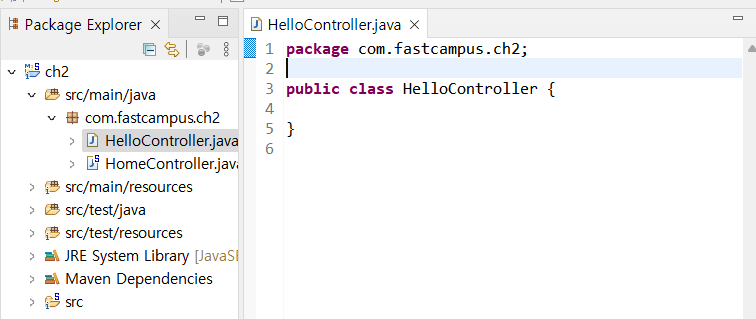 Package Explorer
ch2
src/main/java
com.fastcampus.ch2
HelloController.java
HomeController.java
src/main/resources
src/test/java
src/test/resources
JRE System Library
Maven Dependencies
src
HelloController.java
1 package com.fastcampus.ch2;
2
3 public class HelloController {
4
5 }
6